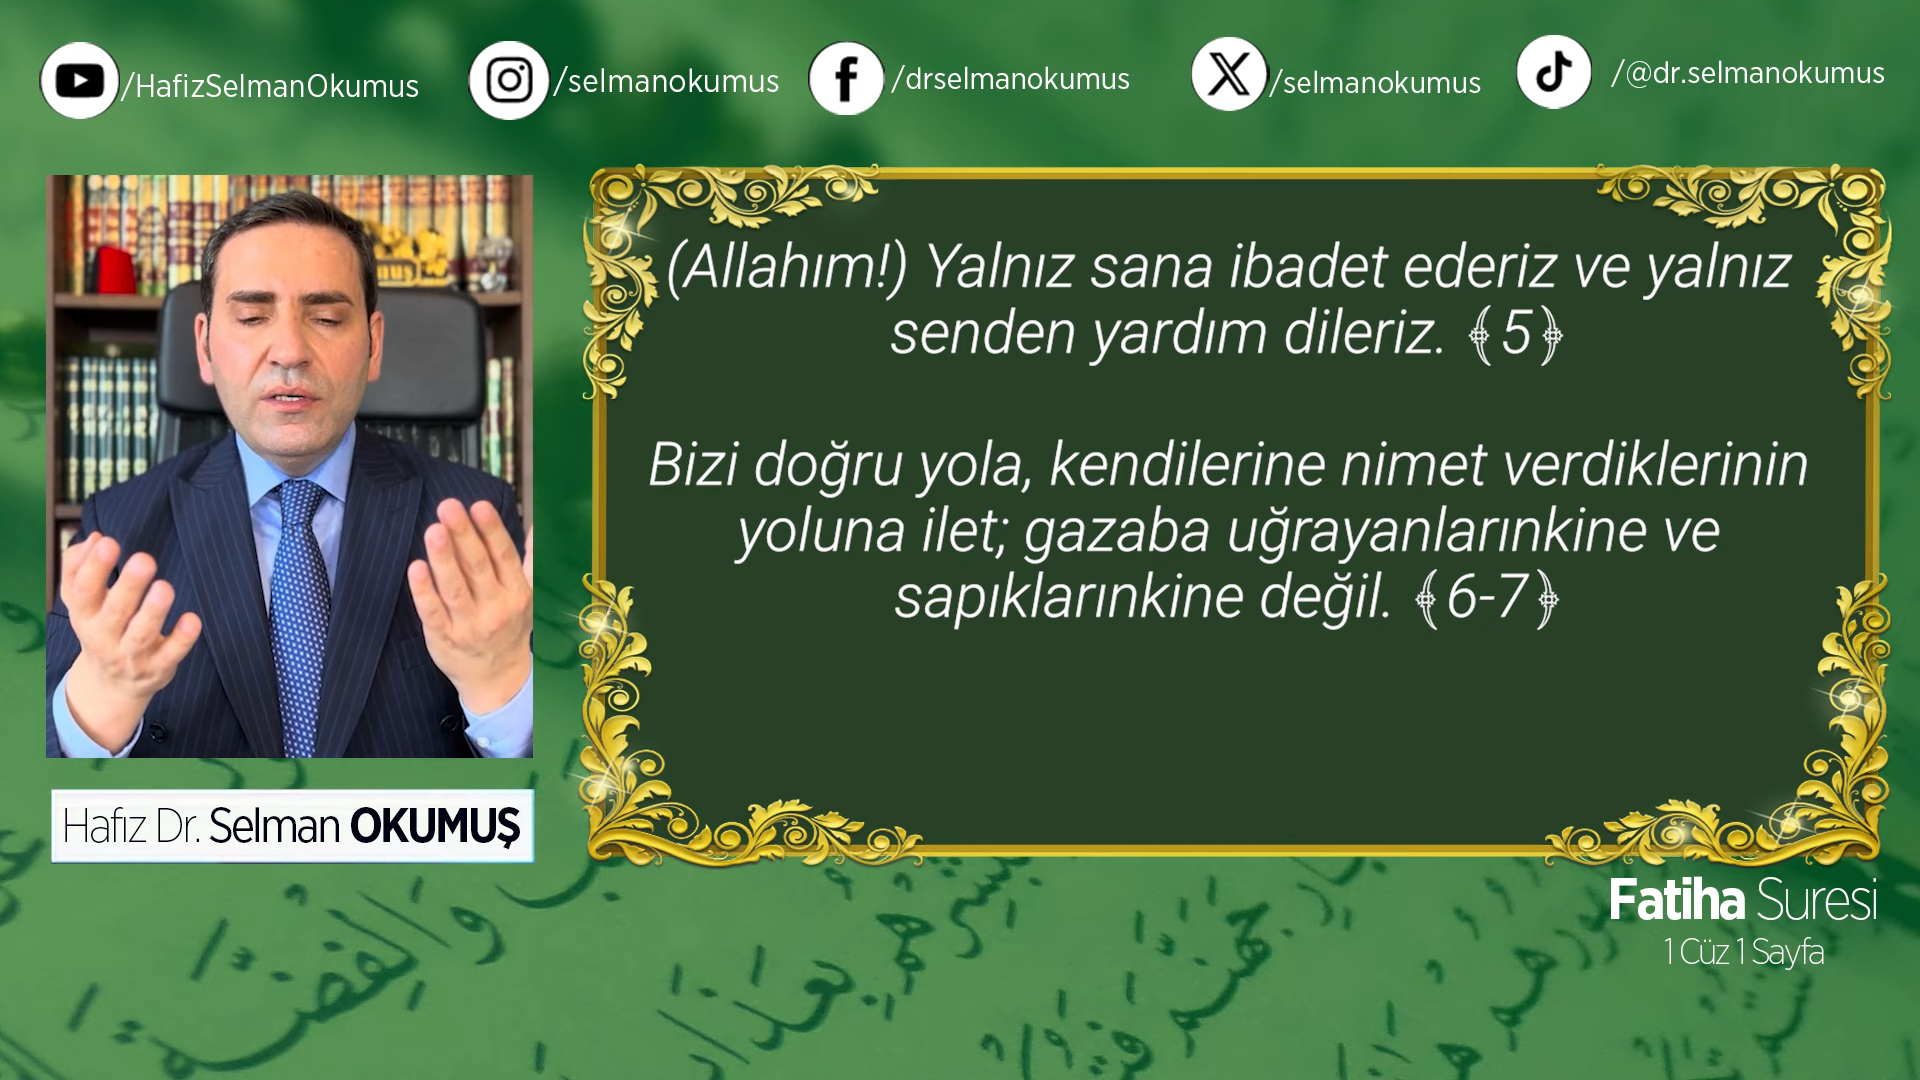 /HafizSelmanOkumus
/selmanokumus
/drselmanokumus
/selmanokumus
/@dr.selmanokumus
(Allahım!) Yalnız sana ibadet ederiz ve yalnız
senden yardım dileriz. ﴾5﴿
Bizi doğru yola, kendilerine nimet verdiklerinin
yoluna ilet; gazaba uğrayanlarınkine ve
sapıklarınkine değil. ﴾6-7﴿
Hafız Dr. Selman OKUMUŞ
Fatiha Suresi
1 Cüz 1 Sayfa